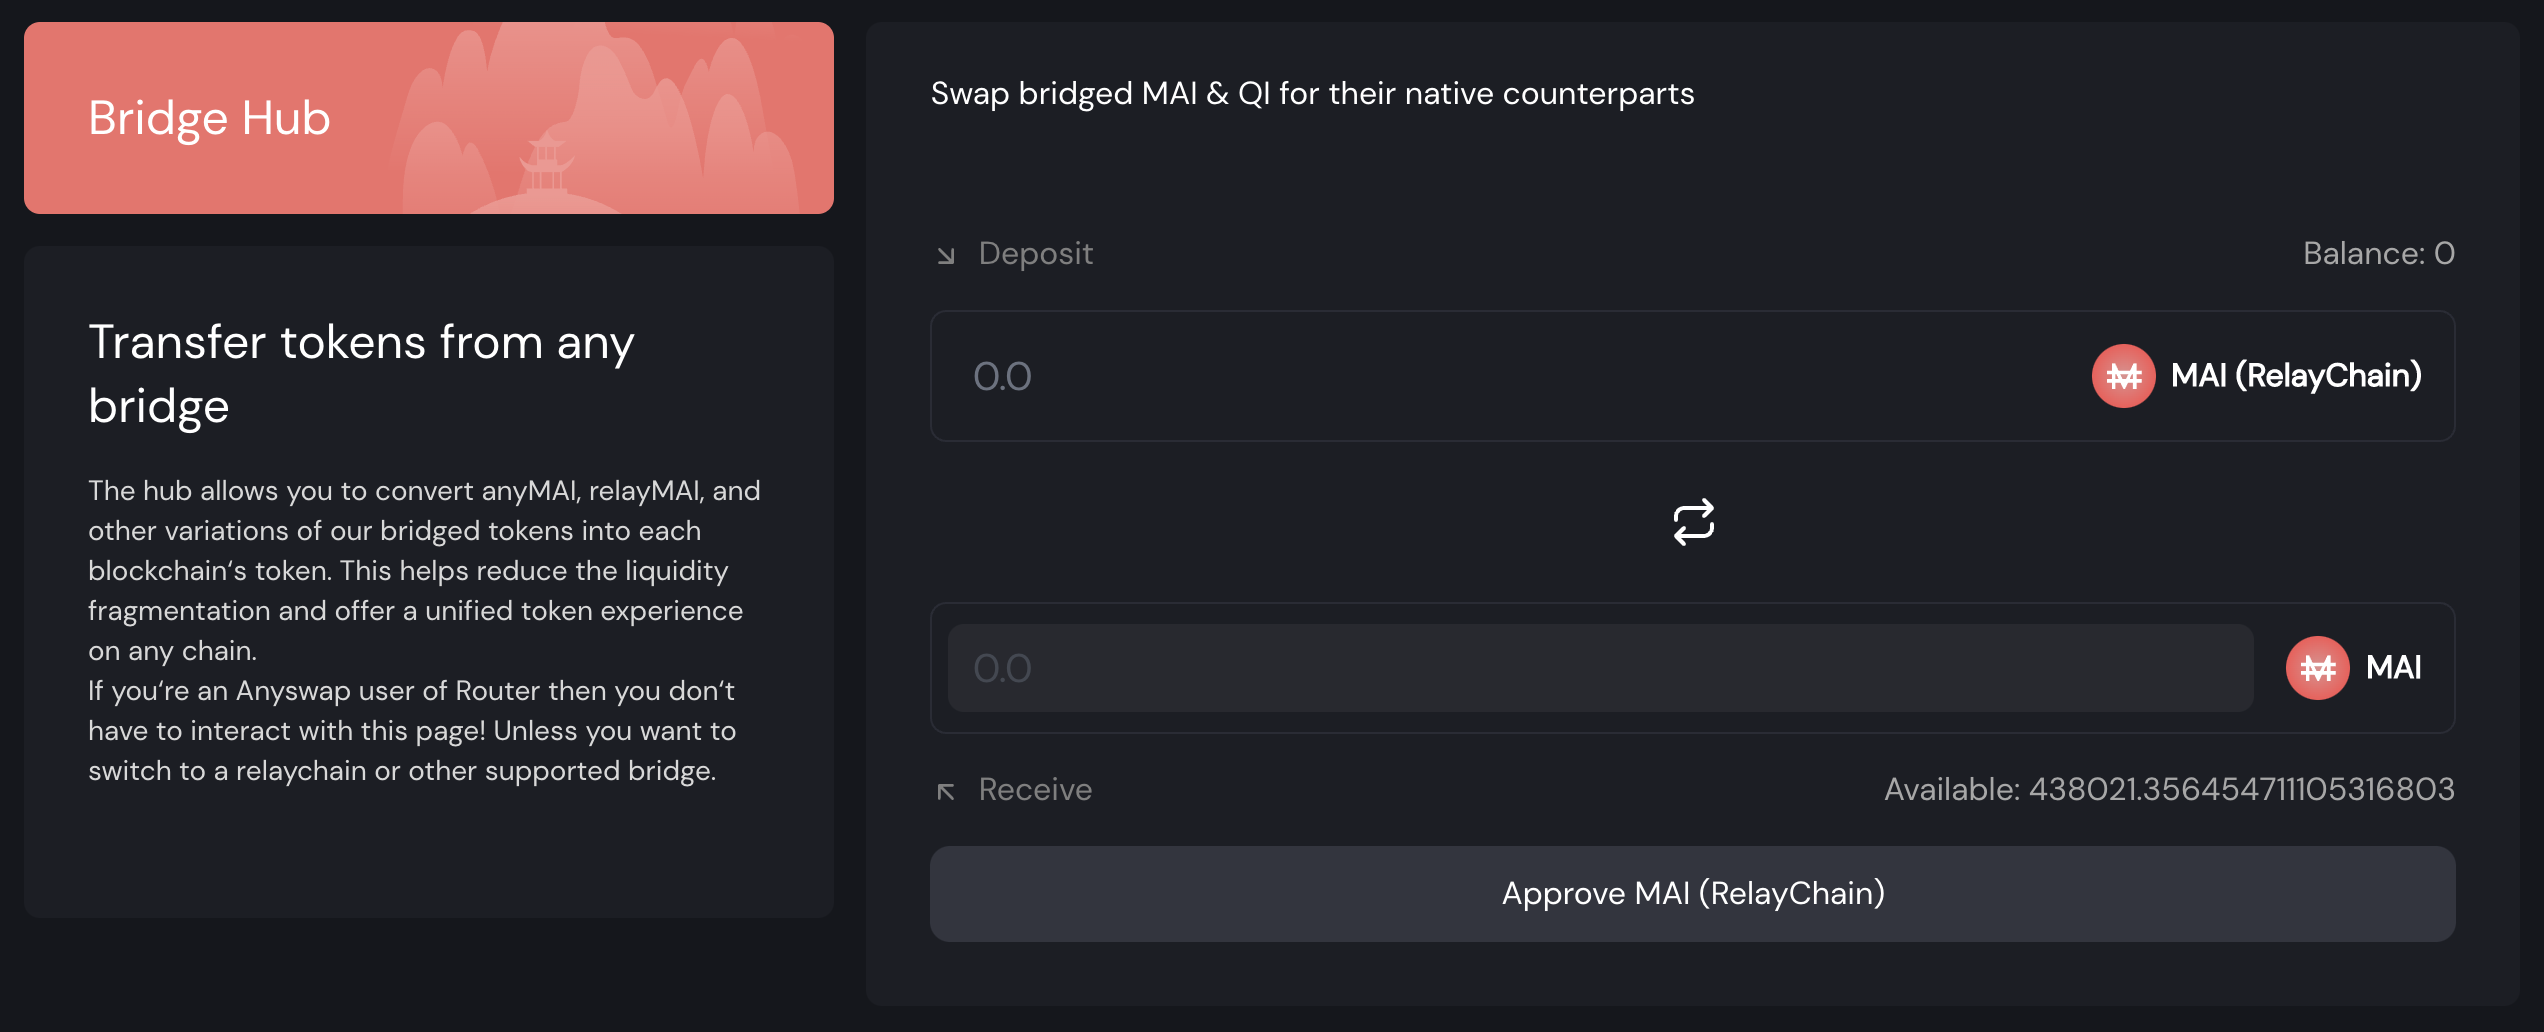 Bridge Hub
Transfer tokens from any
bridge
The hub allows you to convert anyMAI, relayMAI, and
other variations of our bridged tokens into each
blockchain‘s token. This helps reduce the liquidity
fragmentation and offer a unified token experience
on any chain.
If you‘re an Anyswap user of Router then you don‘t
have to interact with this page! Unless you want to
switch to a relaychain or other supported bridge.
Swap bridged MAI & QI for their native counterparts
Deposit Balance: 0
0.0 MAI (RelayChain)
0.0 MAI
Receive Available: 438021.356454711105316803
Approve MAI (RelayChain)